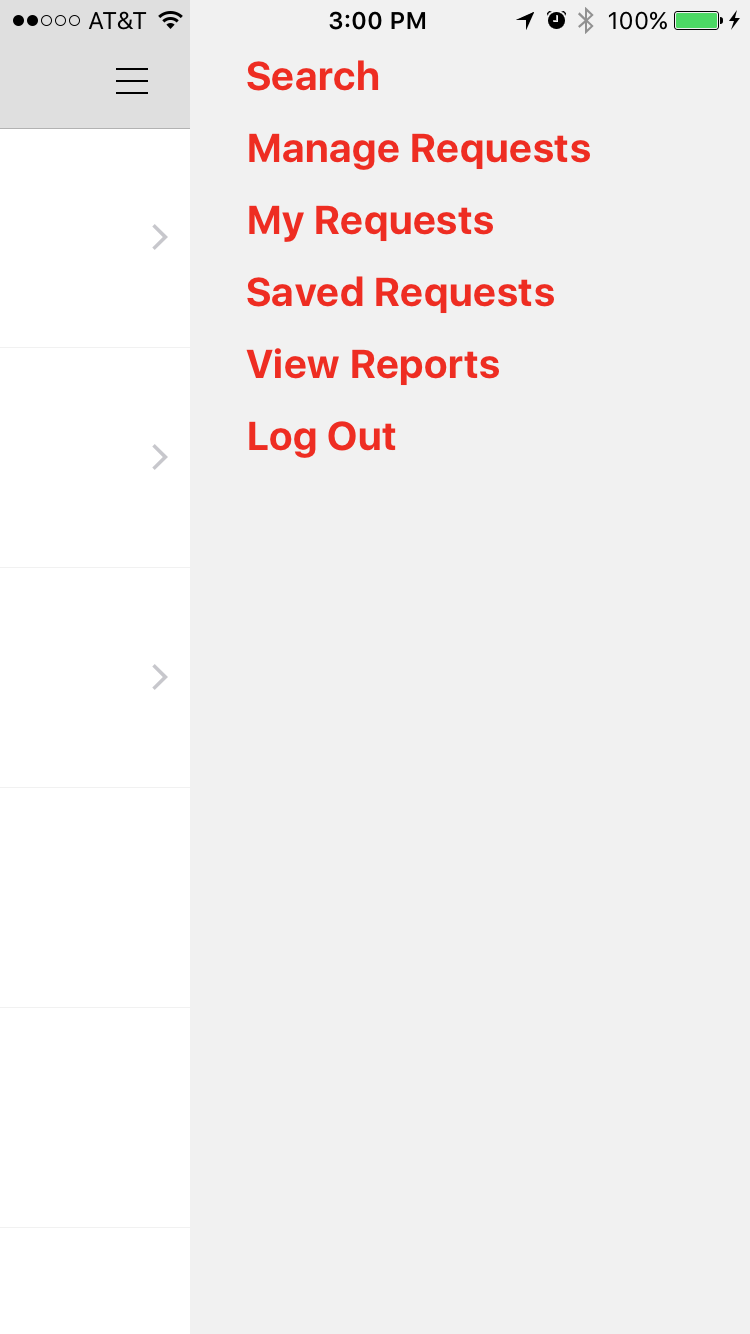 AT&T 3:00 PM 100%
Search
Manage Requests
My Requests
Saved Requests
View Reports
Log Out